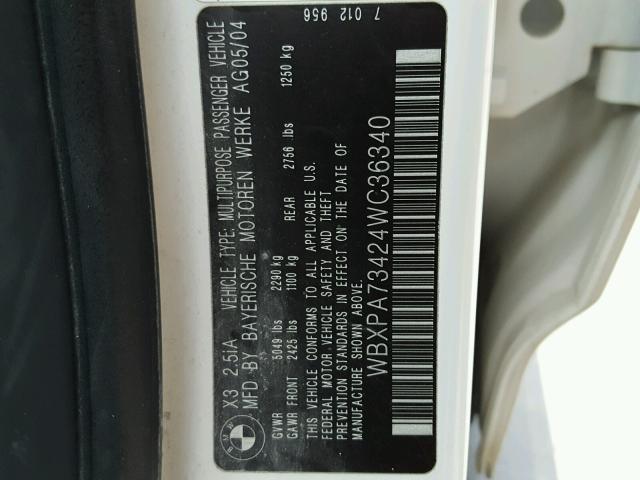 7 012 956
X3 2.5iA VEHICLE TYPE: MULTIPURPOSE PASSENGER VEHICLE
MFD BY BAYERISCHE MOTOREN WERKE AG05/04
GVWR 5049 lbs 2290 kg
GAWR FRONT 2425 lbs 1100 kg REAR 2756 lbs 1250 kg
THIS VEHICLE CONFORMS TO ALL APPLICABLE U.S.
FEDERAL MOTOR VEHICLE SAFETY AND THEFT
PREVENTION STANDARDS IN EFFECT ON THE DATE OF
MANUFACTURE SHOWN ABOVE.
WBXPA73424WC36340
BMW